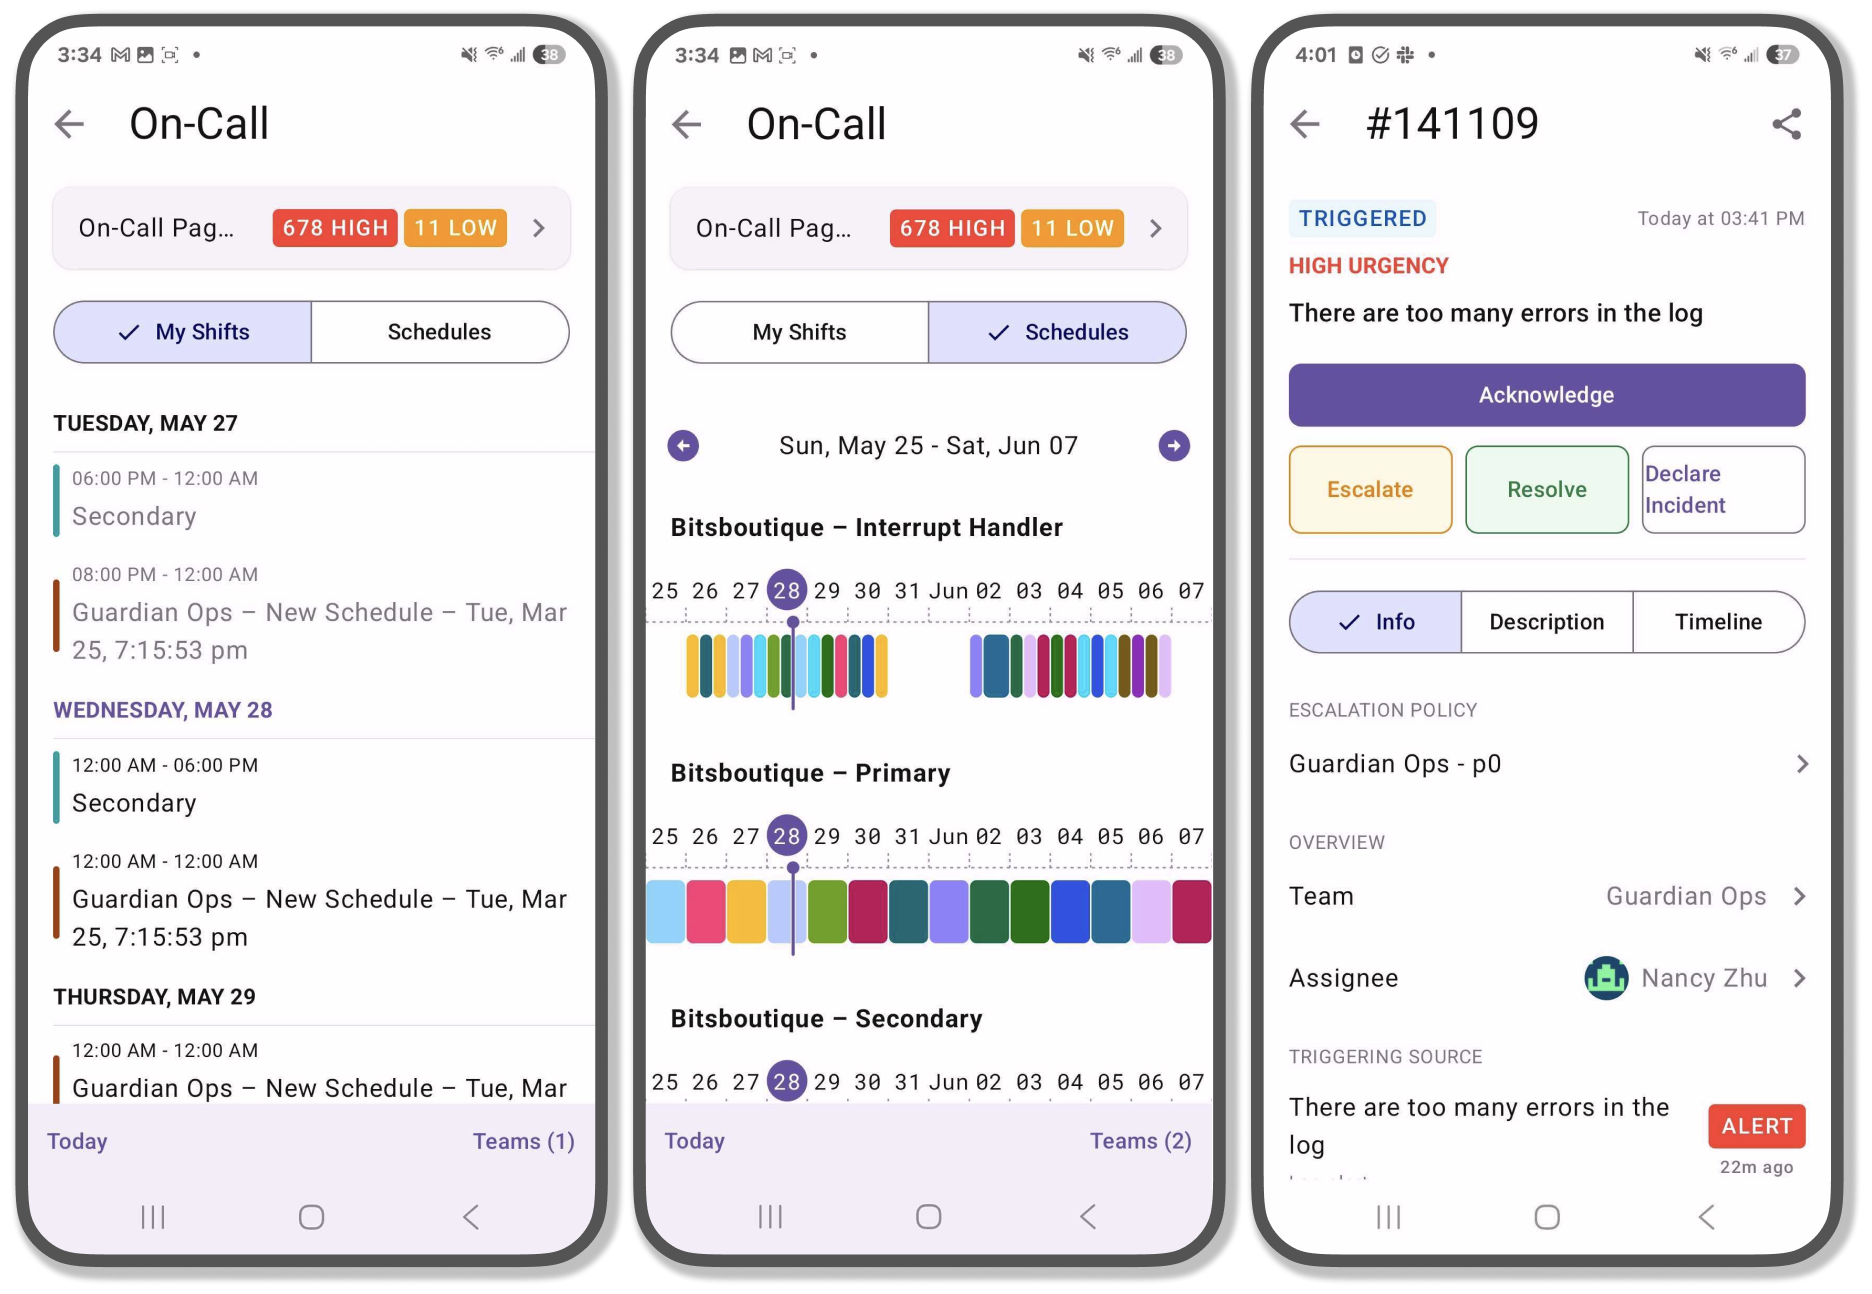 3:34
38
On-Call
On-Call Pag...
678 HIGH
11 LOW
My Shifts
Schedules
TUESDAY, MAY 27
06:00 PM - 12:00 AM
Secondary
08:00 PM - 12:00 AM
Guardian Ops – New Schedule – Tue, Mar
25, 7:15:53 pm
WEDNESDAY, MAY 28
12:00 AM - 06:00 PM
Secondary
12:00 AM - 12:00 AM
Guardian Ops – New Schedule – Tue, Mar
25, 7:15:53 pm
THURSDAY, MAY 29
12:00 AM - 12:00 AM
Guardian Ops – New Schedule – Tue, Mar
Today
Teams (1)
3:34
38
On-Call
On-Call Pag...
678 HIGH
11 LOW
My Shifts
Schedules
Sun, May 25 - Sat, Jun 07
Bitsboutique – Interrupt Handler
25 26 27 28 29 30 31 Jun 02 03 04 05 06 07
Bitsboutique – Primary
25 26 27 28 29 30 31 Jun 02 03 04 05 06 07
Bitsboutique – Secondary
25 26 27 28 29 30 31 Jun 02 03 04 05 06 07
Today
Teams (2)
4:01
37
#141109
TRIGGERED
Today at 03:41 PM
HIGH URGENCY
There are too many errors in the log
Acknowledge
Escalate
Resolve
Declare
Incident
Info
Description
Timeline
ESCALATION POLICY
Guardian Ops - p0
OVERVIEW
Team
Guardian Ops
Assignee
Nancy Zhu
TRIGGERING SOURCE
There are too many errors in the
log
ALERT
22m ago